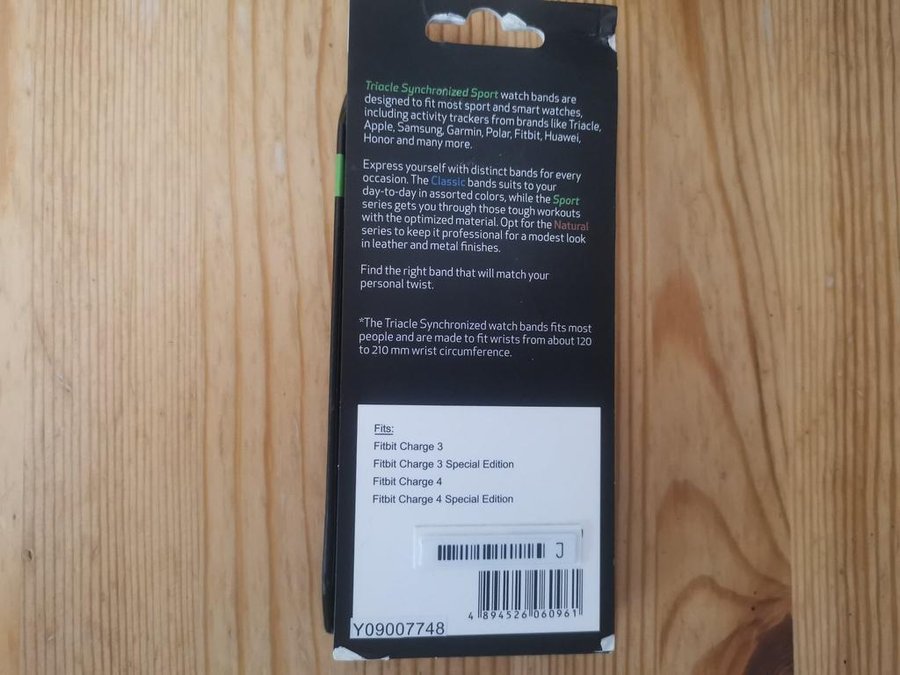 Triacle Synchronized Sport watch bands are
designed to fit most sport and smart watches,
including activity trackers from brands like Triacle,
Apple, Samsung, Garmin, Polar, Fitbit, Huawei,
Honor and many more.
Express yourself with distinct bands for every
occasion. The Classic bands suits to your
day-to-day in assorted colors, while the Sport
series gets you through those tough workouts
with the optimized material. Opt for the Natural
series to keep it professional for a modest look
in leather and metal finishes.
Find the right band that will match your
personal twist.
*The Triacle Synchronized watch bands fits most
people and are made to fit wrists from about 120
to 210 mm wrist circumference.
Fits:
Fitbit Charge 3
Fitbit Charge 3 Special Edition
Fitbit Charge 4
Fitbit Charge 4 Special Edition
J
4 894526 060961
Y09007748